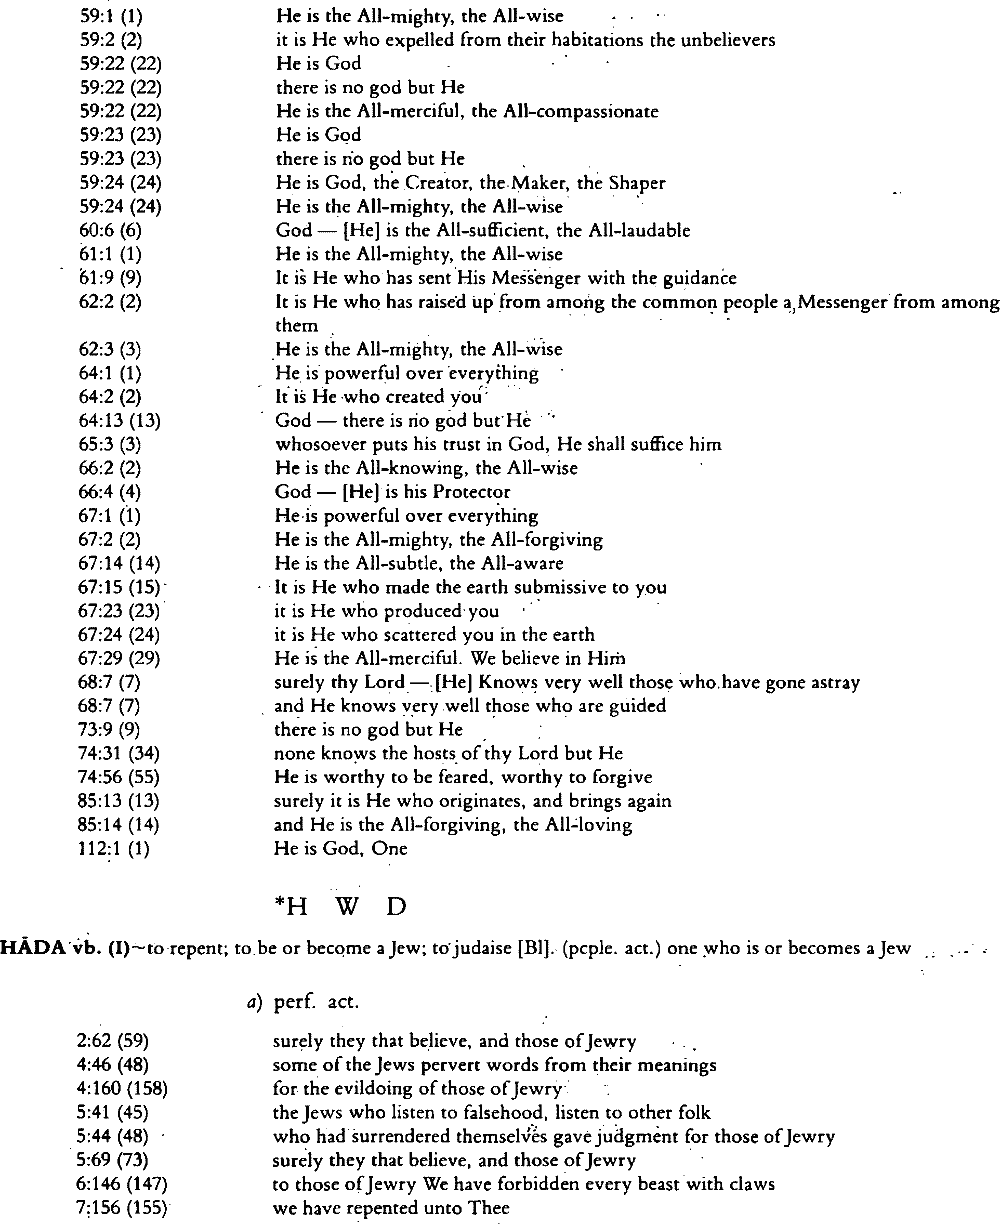 59:1 (1) He is the All-mighty, the All-wise
59:2 (2) it is He who expelled from their habitations the unbelievers
59:22 (22) He is God
59:22 (22) there is no god but He
59:22 (22) He is the All-merciful, the All-compassionate
59:23 (23) He is God
59:23 (23) there is no god but He
59:24 (24) He is God, the Creator, the Maker, the Shaper
59:24 (24) He is the All-mighty, the All-wise
60:6 (6) God — [He] is the All-sufficient, the All-laudable
61:1 (1) He is the All-mighty, the All-wise
61:9 (9) It is He who has sent His Messenger with the guidance
62:2 (2) It is He who has raised up from among the common people a Messenger from among
them
62:3 (3) He is the All-mighty, the All-wise
64:1 (1) He is powerful over everything
64:2 (2) It is He who created you
64:13 (13) God — there is no god but He
65:3 (3) whosoever puts his trust in God, He shall suffice him
66:2 (2) He is the All-knowing, the All-wise
66:4 (4) God — [He] is his Protector
67:1 (1) He is powerful over everything
67:2 (2) He is the All-mighty, the All-forgiving
67:14 (14) He is the All-subtle, the All-aware
67:15 (15) It is He who made the earth submissive to you
67:23 (23) it is He who produced you
67:24 (24) it is He who scattered you in the earth
67:29 (29) He is the All-merciful. We believe in Him
68:7 (7) surely thy Lord — [He] Knows very well those who have gone astray
68:7 (7) and He knows very well those who are guided
73:9 (9) there is no god but He
74:31 (34) none knows the hosts of thy Lord but He
74:56 (55) He is worthy to be feared, worthy to forgive
85:13 (13) surely it is He who originates, and brings again
85:14 (14) and He is the All-forgiving, the All-loving
112:1 (1) He is God, One
*H W D
HĀDA vb. (I)~to repent; to be or become a Jew; to judaise [Bl]. (pcple. act.) one who is or becomes a Jew
a) perf. act.
2:62 (59) surely they that believe, and those of Jewry
4:46 (48) some of the Jews pervert words from their meanings
4:160 (158) for the evildoing of those of Jewry
5:41 (45) the Jews who listen to falsehood, listen to other folk
5:44 (48) who had surrendered themselves gave judgment for those of Jewry
5:69 (73) surely they that believe, and those of Jewry
6:146 (147) to those of Jewry We have forbidden every beast with claws
7:156 (155) we have repented unto Thee